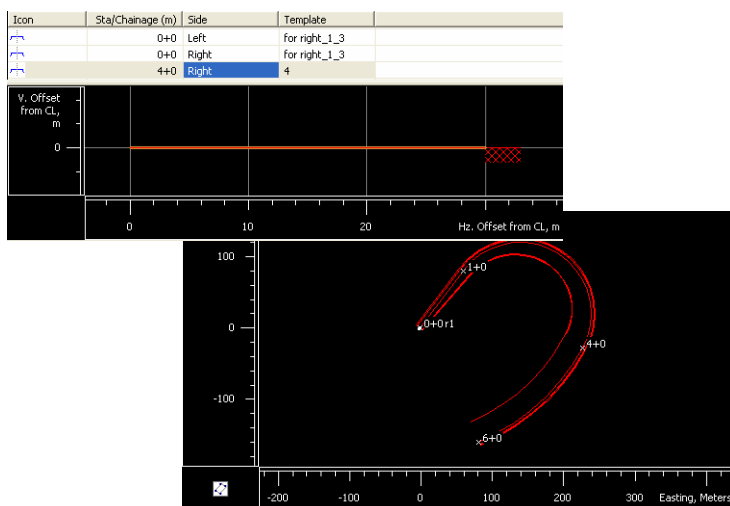 Icon Sta/Chainage (m) Side Template
0+0 Left for right_1_3
0+0 Right for right_1_3
4+0 Right 4
V. Offset
from CL,
m
0
0 10 20 Hz. Offset from CL, m
100
0
-100
1+0
0+0r1
4+0
6+0
-200 -100 0 100 200 300 Easting, Meters